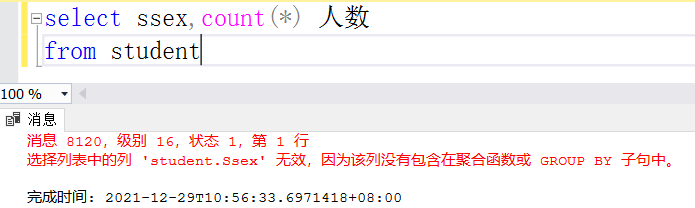 select ssex,count(*) 人数
from student
100 %
消息
消息 8120，级别 16，状态 1，第 1 行
选择列表中的列 'student.Ssex' 无效，因为该列没有包含在聚合函数或 GROUP BY 子句中。
完成时间: 2021-12-29T10:56:33.6971418+08:00